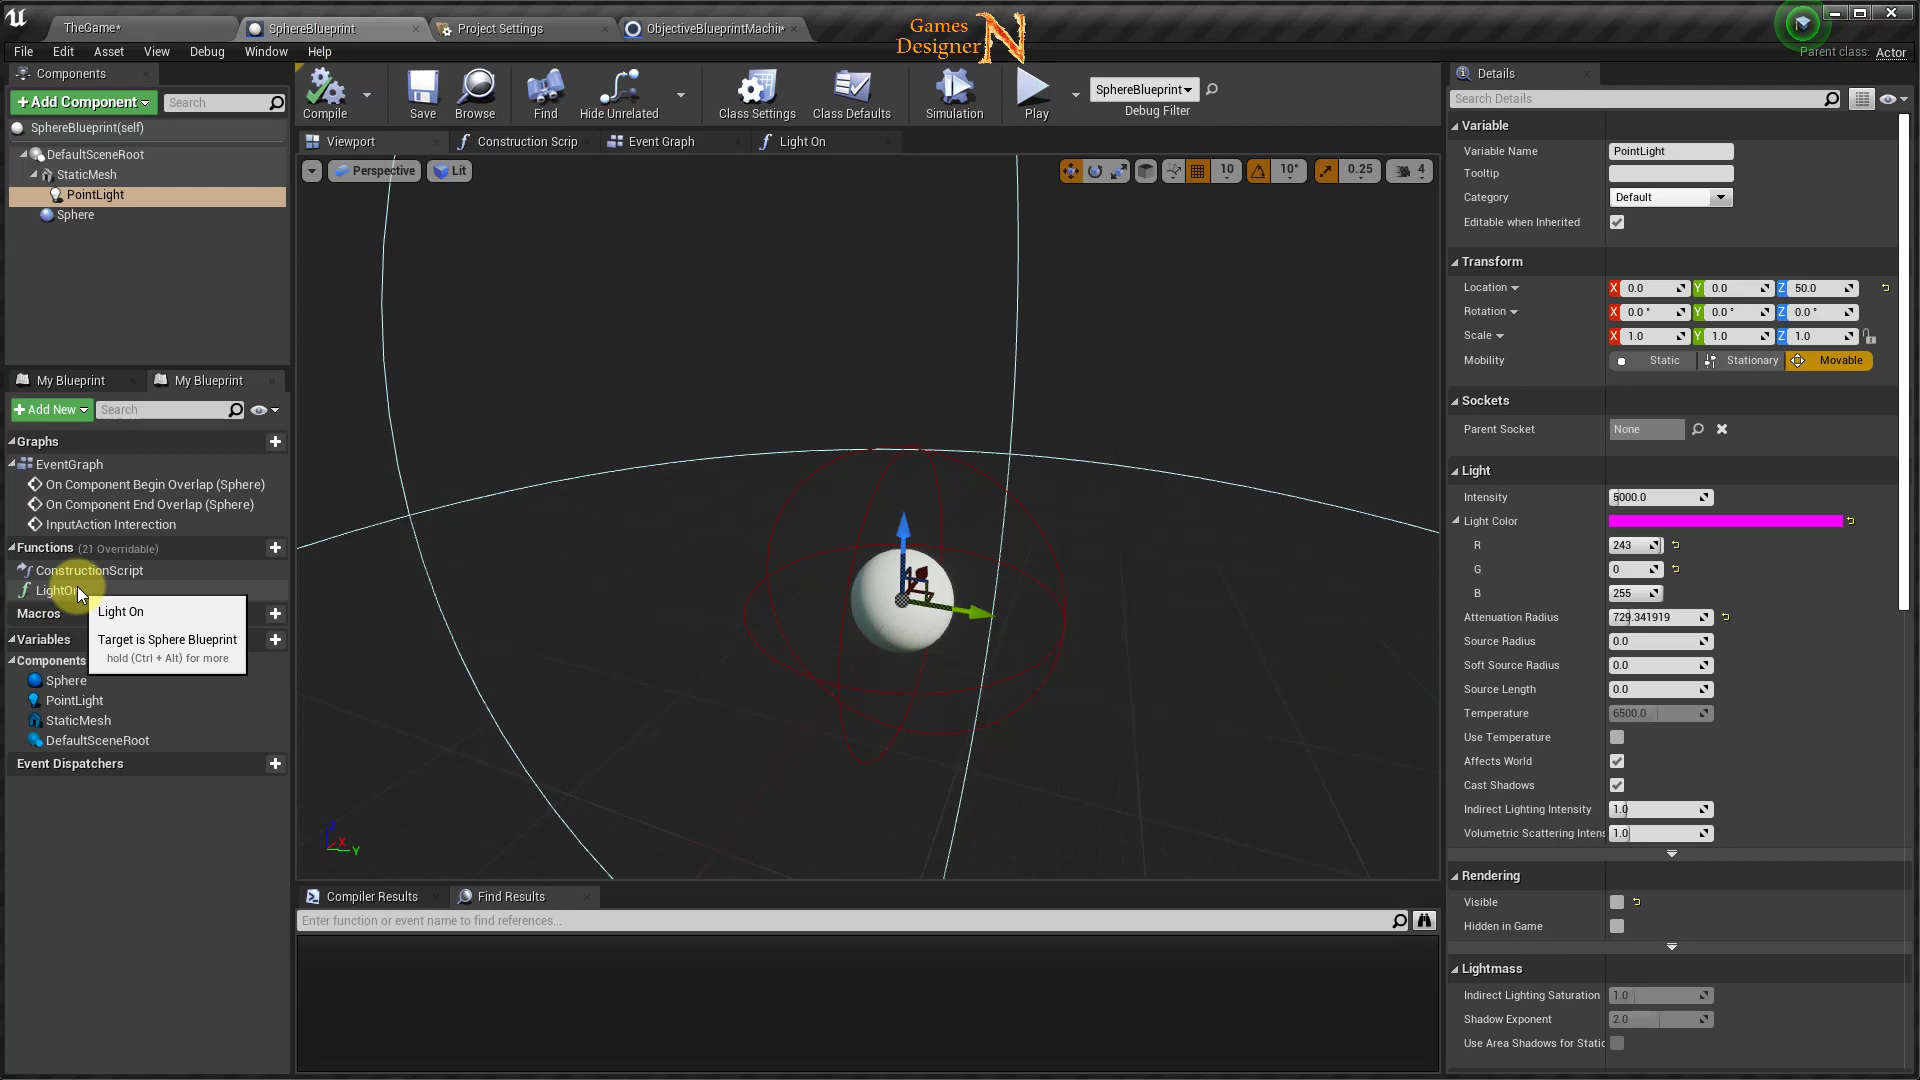 TheGame*
SphereBlueprint
Project Settings
ObjectiveBlueprintMachin
Games
Designer
N
File Edit Asset View Debug Window Help
Parent class: Actor
Components
+Add Component
Search
SphereBlueprint(self)
DefaultSceneRoot
StaticMesh
PointLight
Sphere
Compile
Save
Browse
Find
Hide Unrelated
Class Settings
Class Defaults
Simulation
Play
SphereBlueprint
Debug Filter
Viewport
Construction Scrip
Event Graph
Light On
Perspective
Lit
10
10°
0.25
4
X
Y
My Blueprint
My Blueprint
+Add New
Search
Graphs
EventGraph
On Component Begin Overlap (Sphere)
On Component End Overlap (Sphere)
InputAction Interection
Functions (21 Overridable)
ConstructionScript
LightOn
Light On
Target is Sphere Blueprint
hold (Ctrl + Alt) for more
Macros
Variables
Components
Sphere
PointLight
StaticMesh
DefaultSceneRoot
Event Dispatchers
Compiler Results
Find Results
Enter function or event name to find references...
Details
Search Details
Variable
Variable Name PointLight
Tooltip
Category Default
Editable when Inherited
Transform
Location X 0.0 Y 0.0 Z 50.0
Rotation X 0.0 ° Y 0.0 ° Z 0.0 °
Scale X 1.0 Y 1.0 Z 1.0
Mobility Static Stationary Movable
Sockets
Parent Socket None
Light
Intensity 5000.0
Light Color
R 243
G 0
B 255
Attenuation Radius 729.341919
Source Radius 0.0
Soft Source Radius 0.0
Source Length 0.0
Temperature 6500.0
Use Temperature
Affects World
Cast Shadows
Indirect Lighting Intensity 1.0
Volumetric Scattering Intens 1.0
Rendering
Visible
Hidden in Game
Lightmass
Indirect Lighting Saturation 1.0
Shadow Exponent 2.0
Use Area Shadows for Static